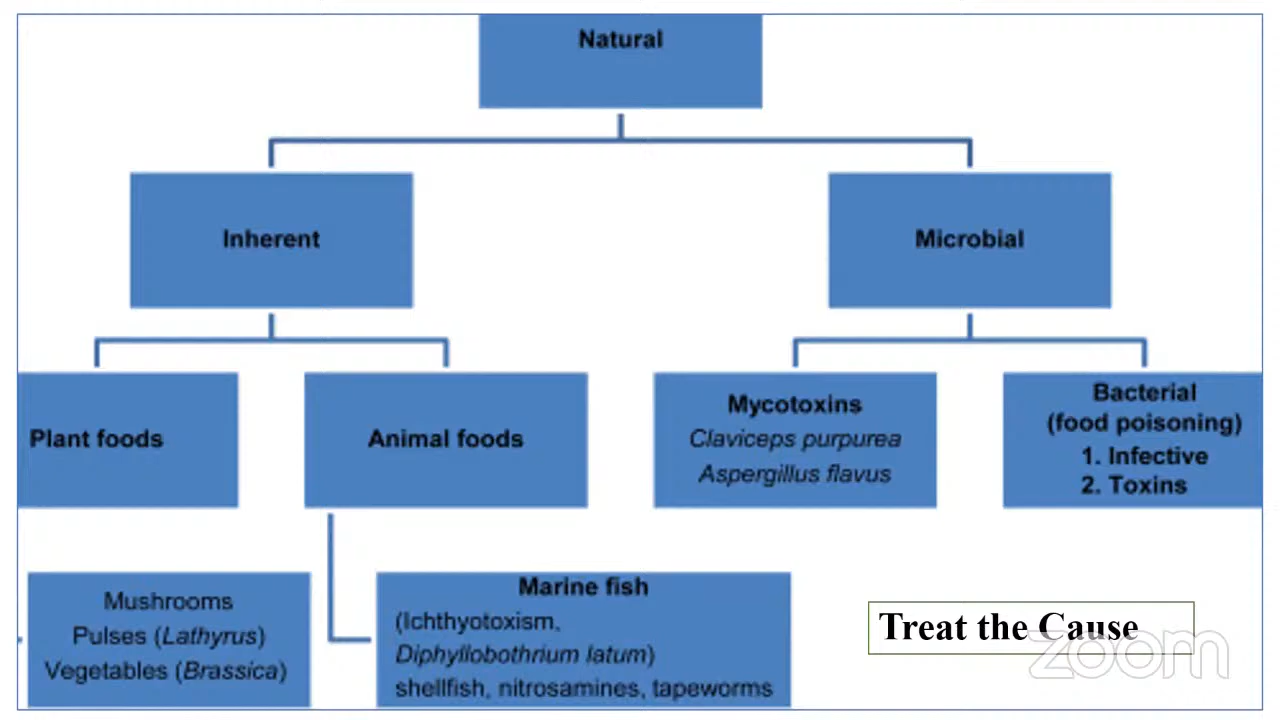 Natural
Inherent
Microbial
Plant foods
Animal foods
Mycotoxins
Claviceps purpurea
Aspergillus flavus
Bacterial
(food poisoning)
1. Infective
2. Toxins
Mushrooms
Pulses (Lathyrus)
Vegetables (Brassica)
Marine fish
(Ichthyotoxism,
Diphyllobothrium latum)
shellfish, nitrosamines, tapeworms
Treat the Cause
zoom